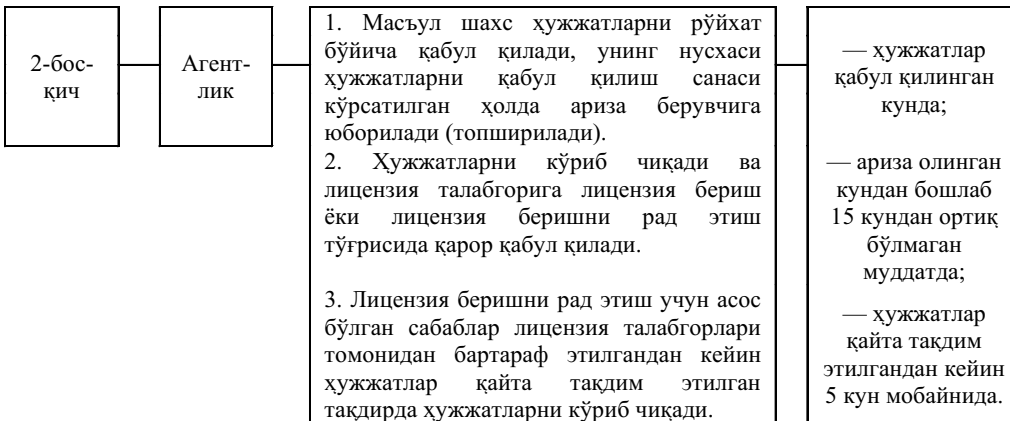 2-бос-
қич
Агент-
лик
1. Масъул шахс ҳужжатларни рўйхат
бўйича қабул қилади, унинг нусхаси
ҳужжатларни қабул қилиш санаси
кўрсатилган ҳолда ариза берувчига
юборилади (топширилади).
2. Ҳужжатларни кўриб чиқади ва
лицензия талабгорига лицензия бериш
ёки лицензия беришни рад этиш
тўғрисида қарор қабул қилади.
3. Лицензия беришни рад этиш учун асос
бўлган сабаблар лицензия талабгорлари
томонидан бартараф этилгандан кейин
ҳужжатлар қайта тақдим этилган
тақдирда ҳужжатларни кўриб чиқади.
— ҳужжатлар
қабул қилинган
кунда;
— ариза олинган
кундан бошлаб
15 кундан ортиқ
бўлмаган
муддатда;
— ҳужжатлар
қайта тақдим
этилгандан кейин
5 кун мобайнида.